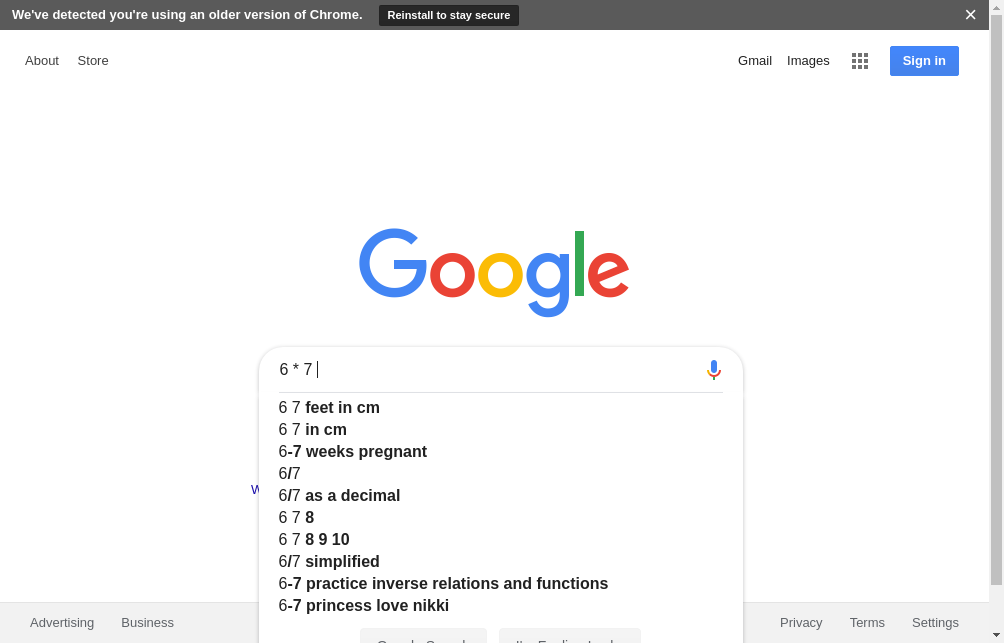 We've detected you're using an older version of Chrome. Reinstall to stay secure ×
About Store Gmail Images Sign in
Google
6 * 7
6 7 feet in cm
6 7 in cm
6-7 weeks pregnant
6/7
6/7 as a decimal
6 7 8
6 7 8 9 10
6/7 simplified
6-7 practice inverse relations and functions
6-7 princess love nikki
Advertising Business Privacy Terms Settings